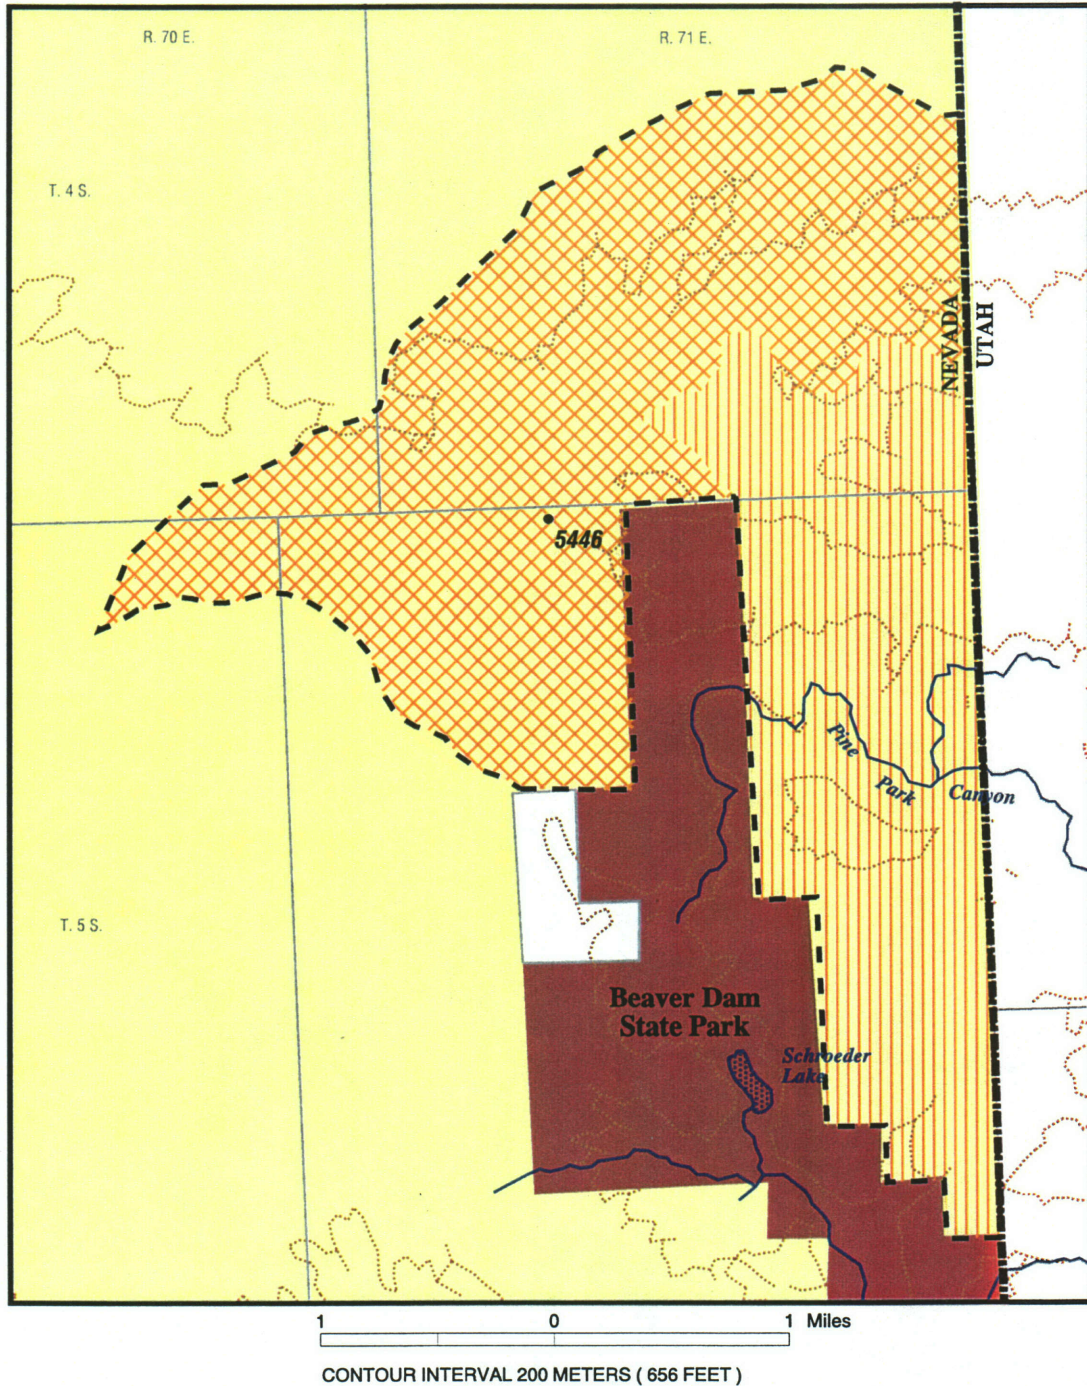 R. 70 E.
R. 71 E.
T. 4 S.
NEVADA
UTAH
5446
Pine
Park
Canyon
T. 5 S.
Beaver Dam
State Park
Schroeder
Lake
1 0 1 Miles
CONTOUR INTERVAL 200 METERS ( 656 FEET )